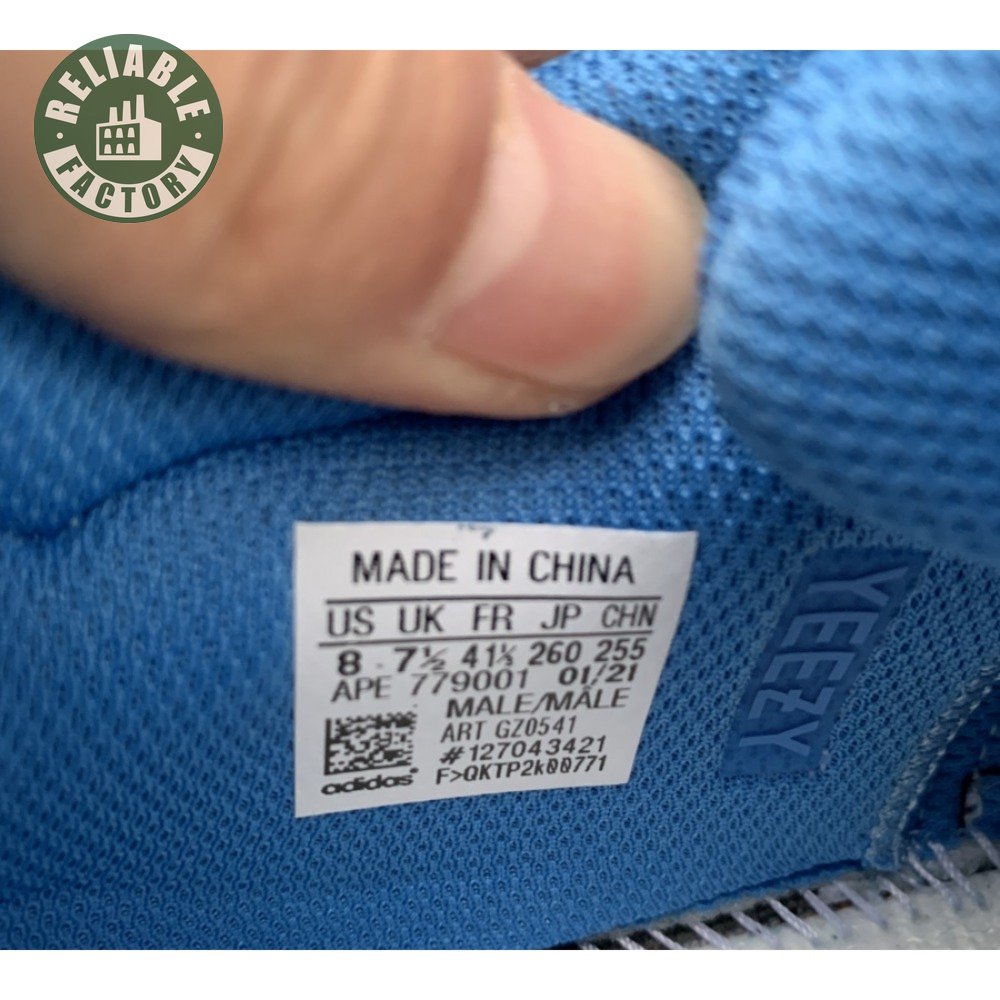 RELIABLE
FACTORY
MADE IN CHINA
US UK FR JP CHN
8 7½ 41⅓ 260 255
APE 779001 01/21
MALE/MÂLE
ART GZ0541
#127043421
adidas F>QKTP2k00771
YEEZY